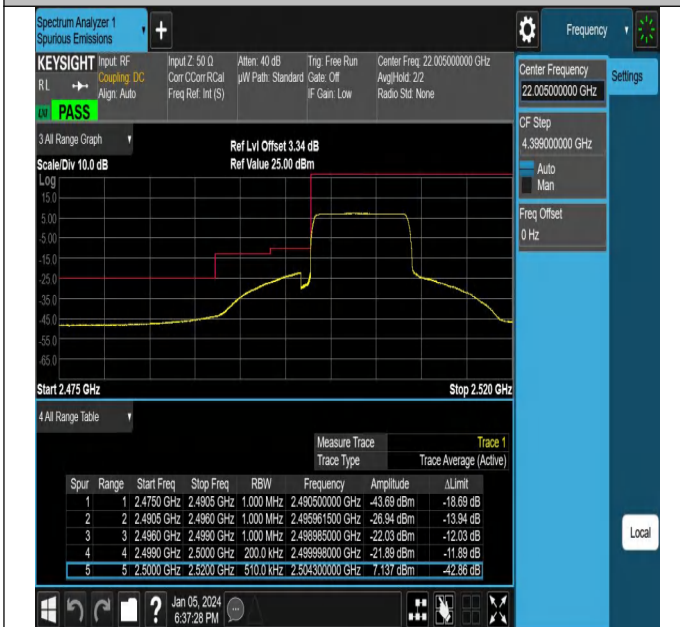 Spectrum Analyzer 1
Spurious Emissions
+
Frequency
KEYSIGHT
RL
PASS
Input: RF
Coupling: DC
Align: Auto
Input Z: 50 Ω
Corr CCorr RCal
Freq Ref: Int (S)
Atten: 40 dB
µW Path: Standard
Trig: Free Run
Gate: Off
IF Gain: Low
Center Freq: 22.005000000 GHz
Avg|Hold: 2/2
Radio Std: None
Center Frequency
22.005000000 GHz
Settings
CF Step
4.399000000 GHz
Auto
Man
Freq Offset
0 Hz
Local
3 All Range Graph
Scale/Div 10.0 dB
Ref Lvl Offset 3.34 dB
Ref Value 25.00 dBm
Log
15.0
5.00
-5.00
-15.0
-25.0
-35.0
-45.0
-55.0
-65.0
Start 2.475 GHz
Stop 2.520 GHz
4 All Range Table
Measure Trace Trace 1
Trace Type Trace Average (Active)
Spur Range Start Freq Stop Freq RBW Frequency Amplitude ΔLimit
1 1 2.4750 GHz 2.4905 GHz 1.000 MHz 2.490500000 GHz -43.69 dBm -18.69 dB
2 2 2.4905 GHz 2.4960 GHz 1.000 MHz 2.495961500 GHz -26.94 dBm -13.94 dB
3 3 2.4960 GHz 2.4990 GHz 1.000 MHz 2.498985000 GHz -22.03 dBm -12.03 dB
4 4 2.4990 GHz 2.5000 GHz 200.0 kHz 2.499998000 GHz -21.89 dBm -11.89 dB
5 5 2.5000 GHz 2.5200 GHz 510.0 kHz 2.504300000 GHz 7.137 dBm -42.86 dB
?
Jan 05, 2024
6:37:28 PM